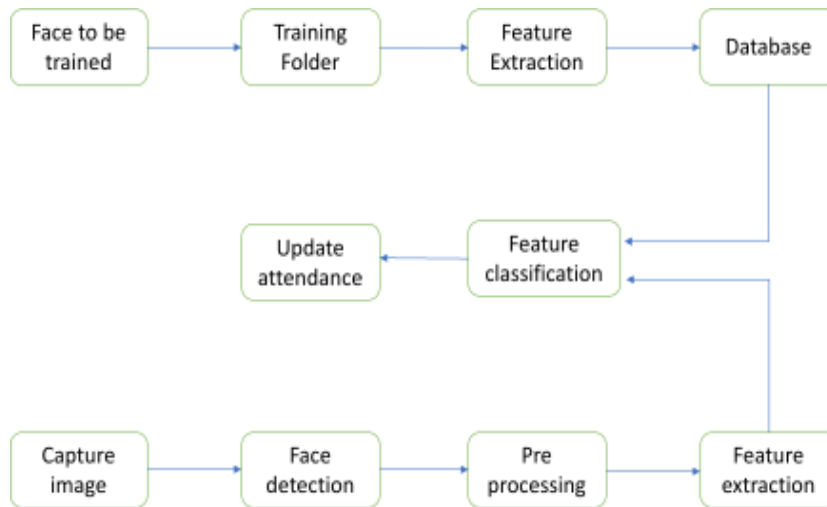 Face to be
trained
Training
Folder
Feature
Extraction
Database
Update
attendance
Feature
classification
Capture
image
Face
detection
Pre
processing
Feature
extraction